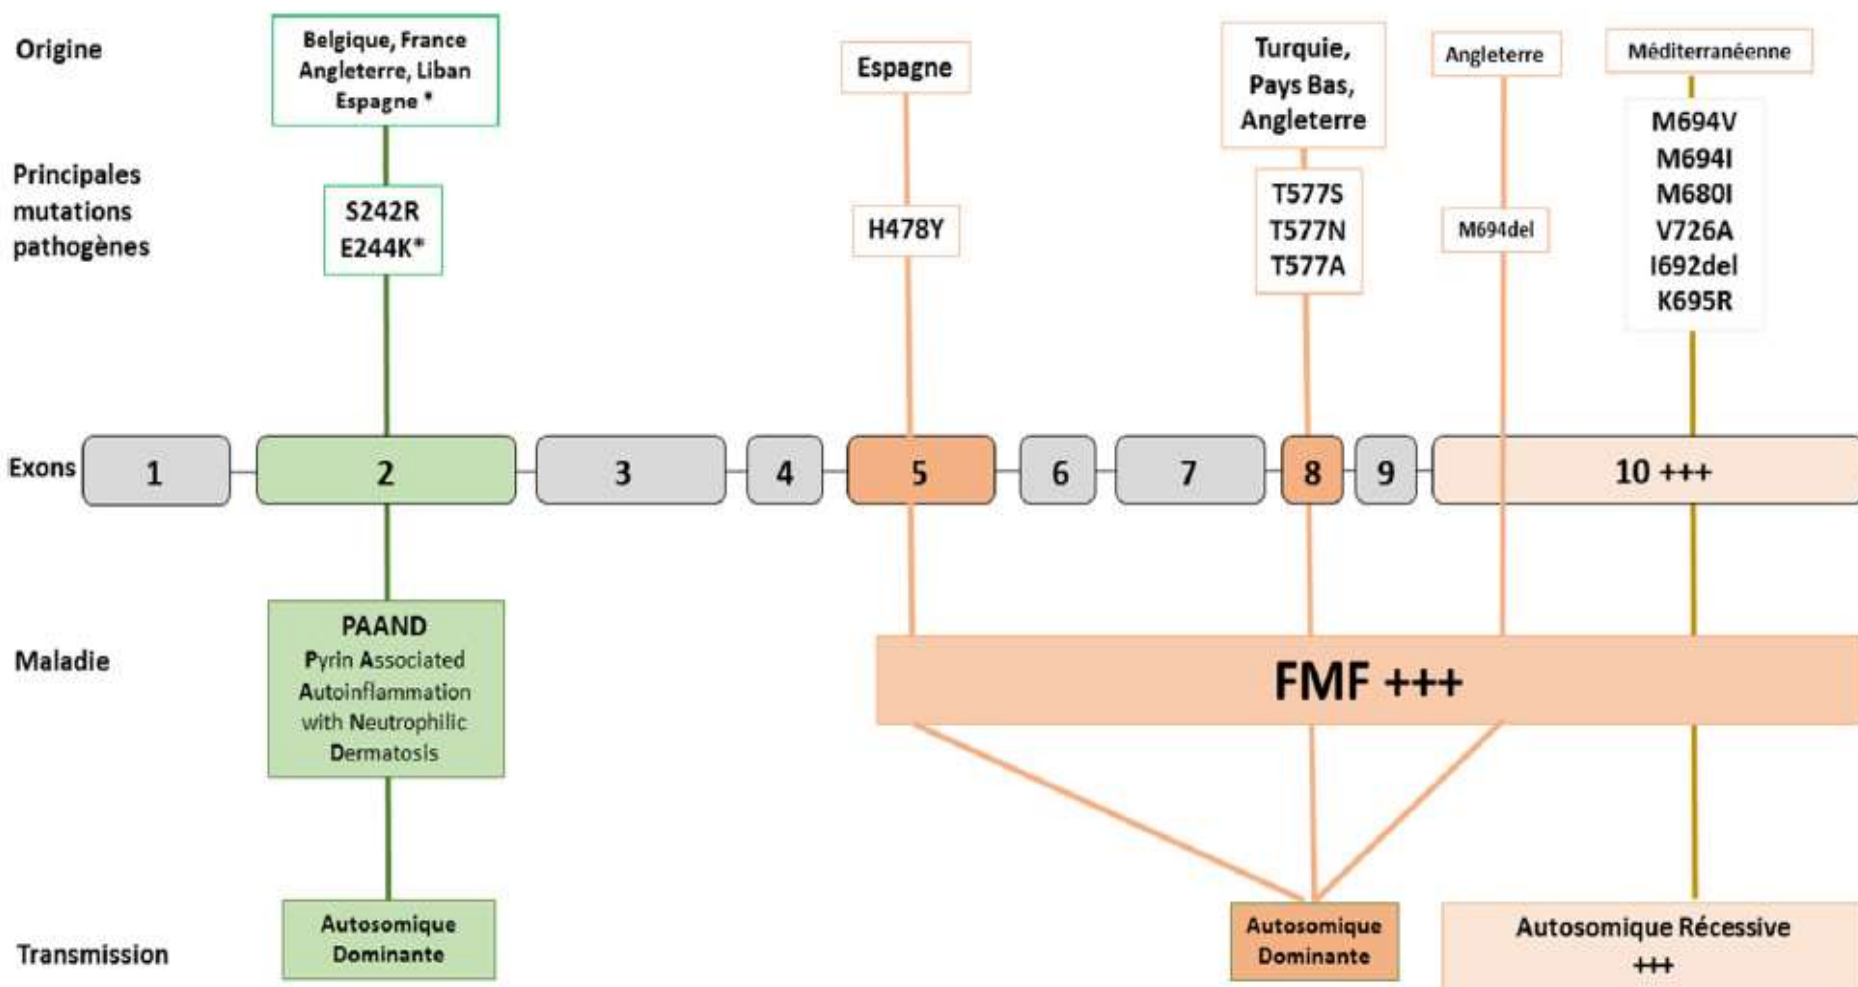 Origine
Belgique, France
Angleterre, Liban
Espagne *
Espagne
Turquie,
Pays Bas,
Angleterre
Angleterre
Méditerranéenne
Principales
mutations
pathogènes
S242R
E244K*
H478Y
T577S
T577N
T577A
M694del
M694V
M694I
M680I
V726A
I692del
K695R
Exons
1
2
3
4
5
6
7
8
9
10 +++
Maladie
PAAND
Pyrin Associated
Autoinflammation
with Neutrophilic
Dermatosis
FMF +++
Transmission
Autosomique
Dominante
Autosomique
Dominante
Autosomique Récessive
+++